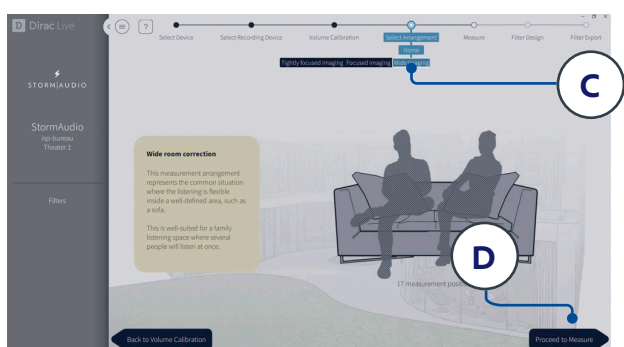 Dirac Live
?
Select Device
Select Recording Device
Volume Calibration
Select Arrangement
Measure
Filter Design
Filter Export
Home
Tightly focused imaging
Focused imaging
Wide imaging
C
STORM|AUDIO
StormAudio
isp-bureau
Theater 1
Filters
Wide room correction
This measurement arrangement
represents the common situation
where the listening is flexible
inside a well-defined area, such as
a sofa.
This is well-suited for a family
listening space where several
people will listen at once.
D
17 measurement posit
Back to Volume Calibration
Proceed to Measure